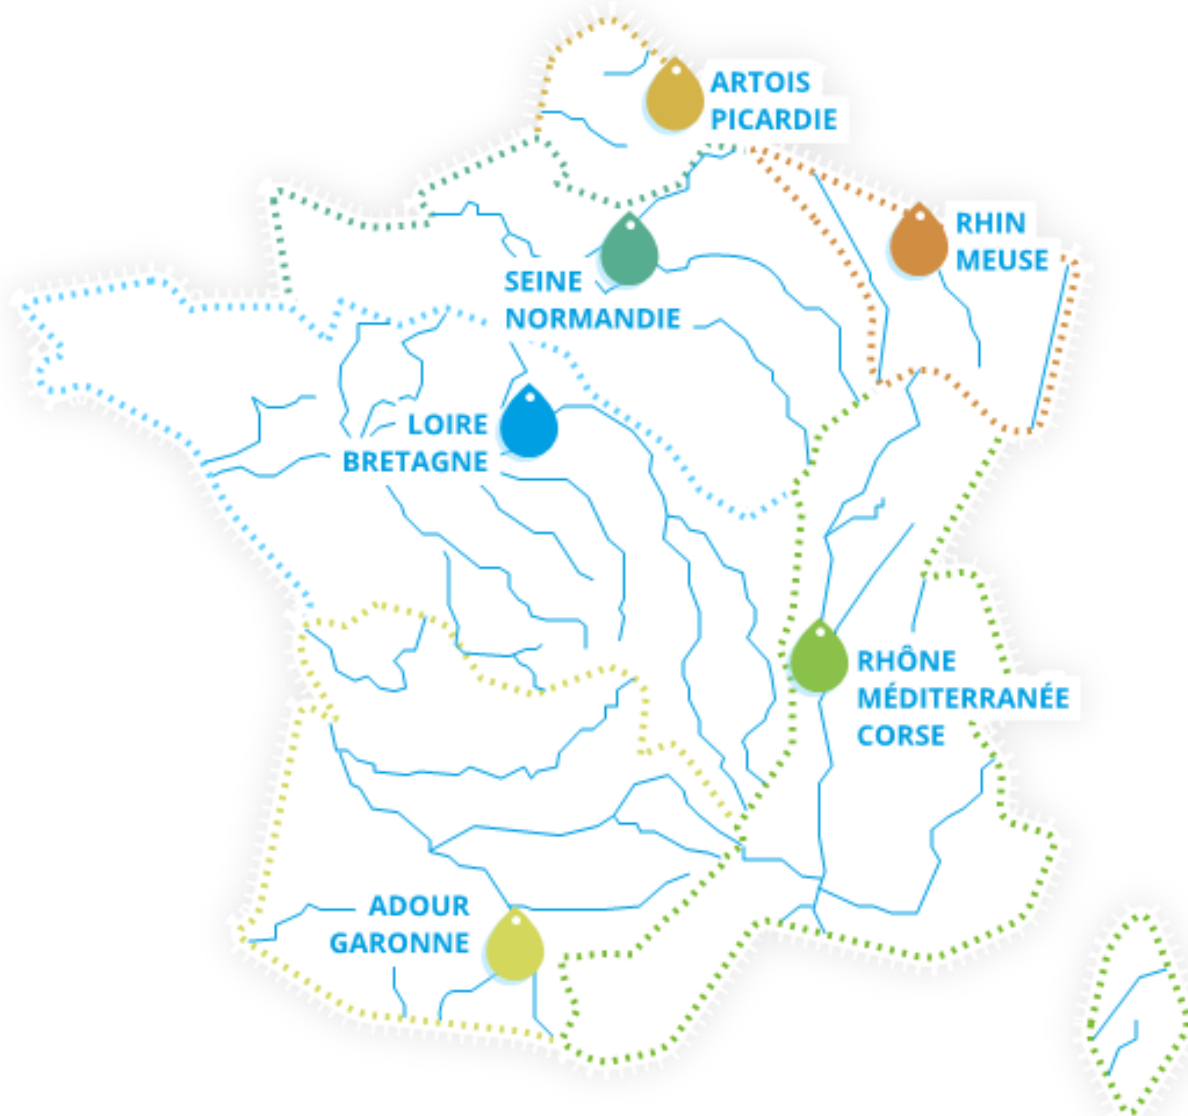 ARTOIS
PICARDIE
RHIN
MEUSE
SEINE
NORMANDIE
LOIRE
BRETAGNE
RHÔNE
MÉDITERRANÉE
CORSE
ADOUR
GARONNE